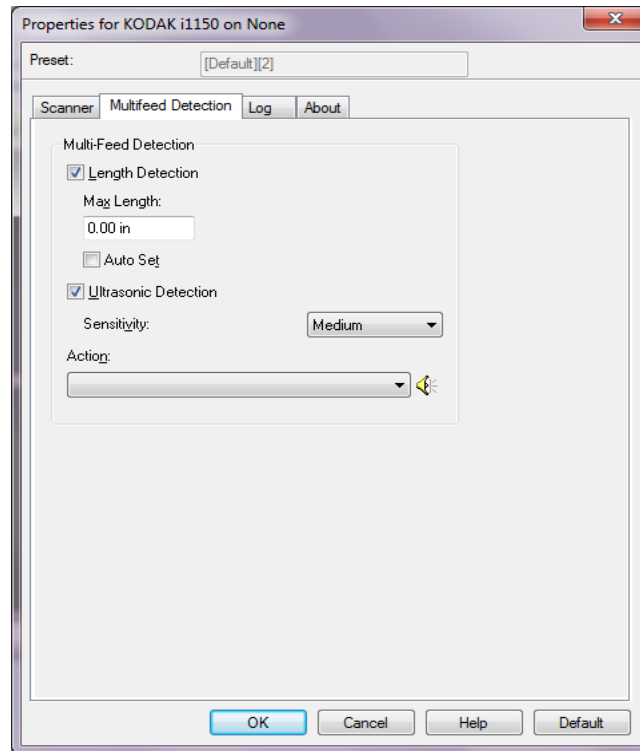 Properties for KODAK i1150 on None
Preset: [Default][2]
Scanner Multifeed Detection Log About
Multi-Feed Detection
Length Detection
Max Length:
0.00 in
Auto Set
Ultrasonic Detection
Sensitivity: Medium
Action:
OK Cancel Help Default